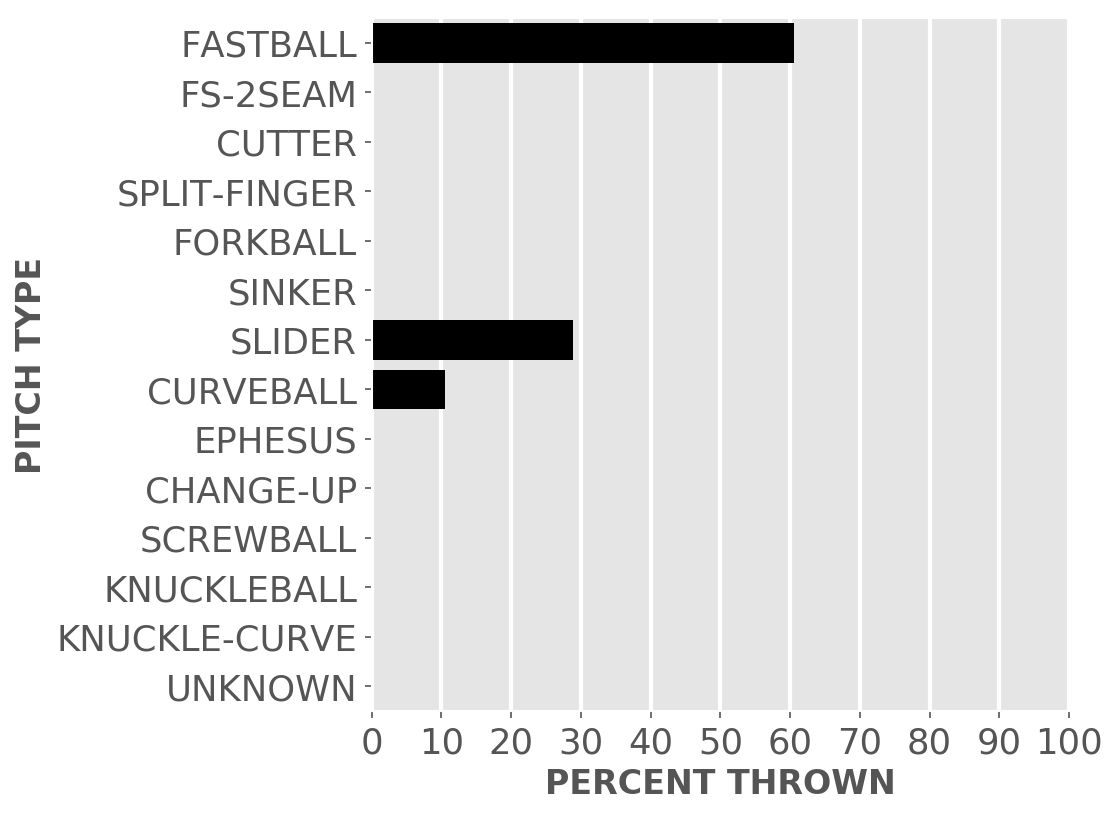 FASTBALL
FS-2SEAM
CUTTER
SPLIT-FINGER
FORKBALL
SINKER
SLIDER
CURVEBALL
EPHESUS
CHANGE-UP
SCREWBALL
KNUCKLEBALL
KNUCKLE-CURVE
UNKNOWN
PITCH TYPE
0 10 20 30 40 50 60 70 80 90 100
PERCENT THROWN